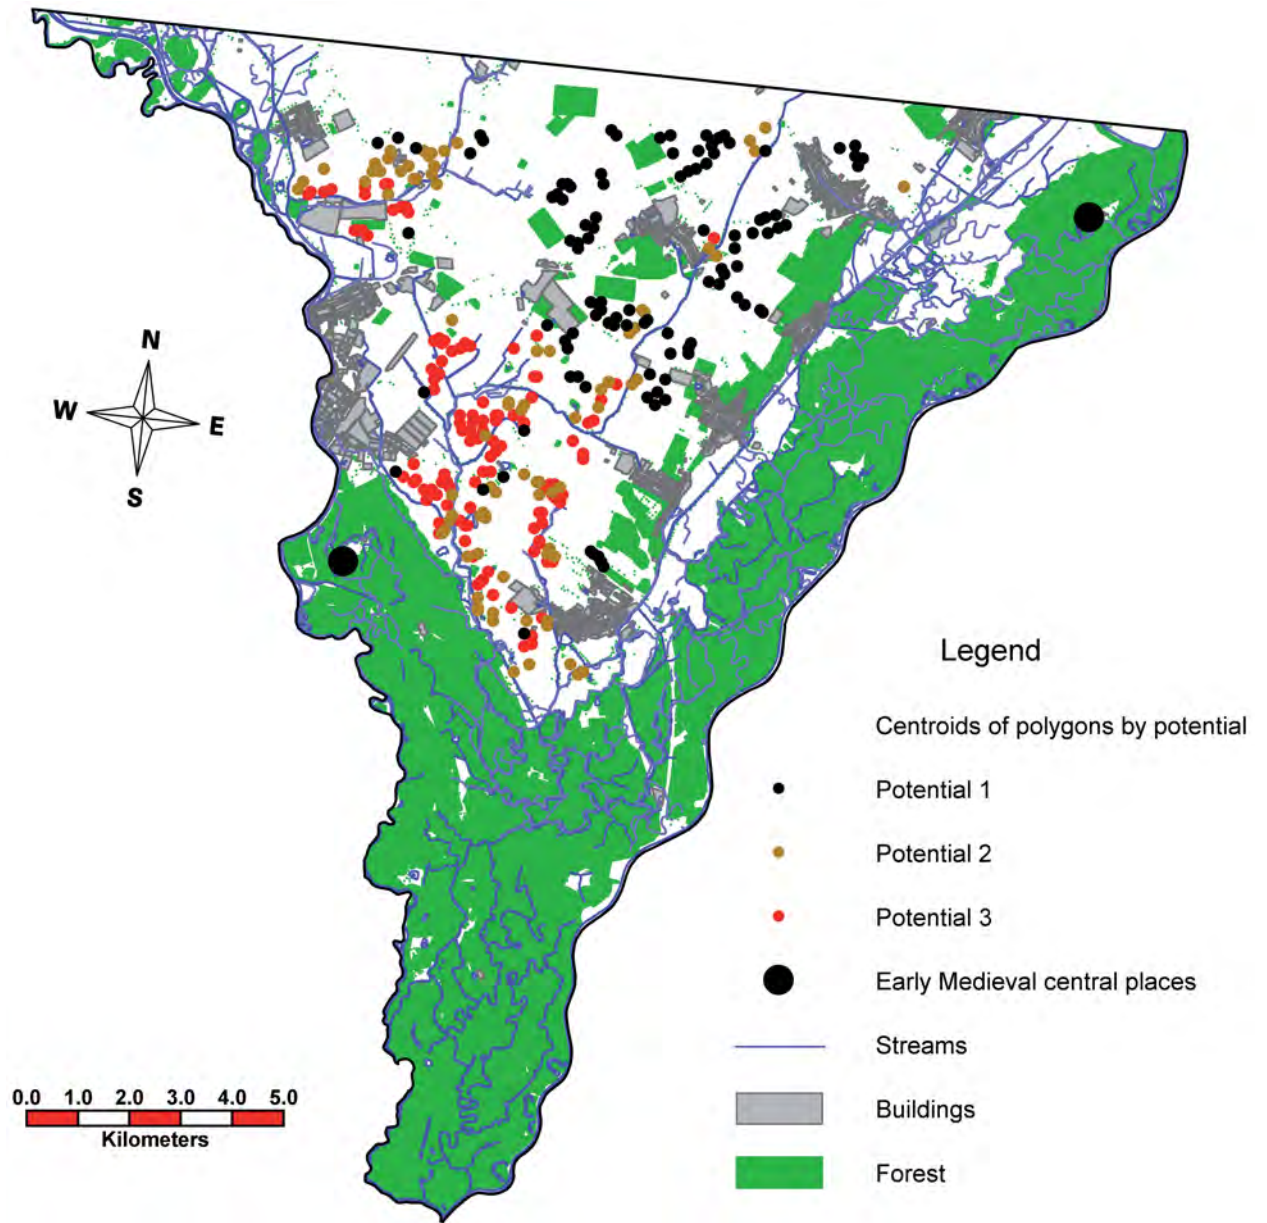 N
W
E
S
Legend
Centroids of polygons by potential
Potential 1
Potential 2
Potential 3
Early Medieval central places
Streams
Buildings
Forest
0.0 1.0 2.0 3.0 4.0 5.0
Kilometers